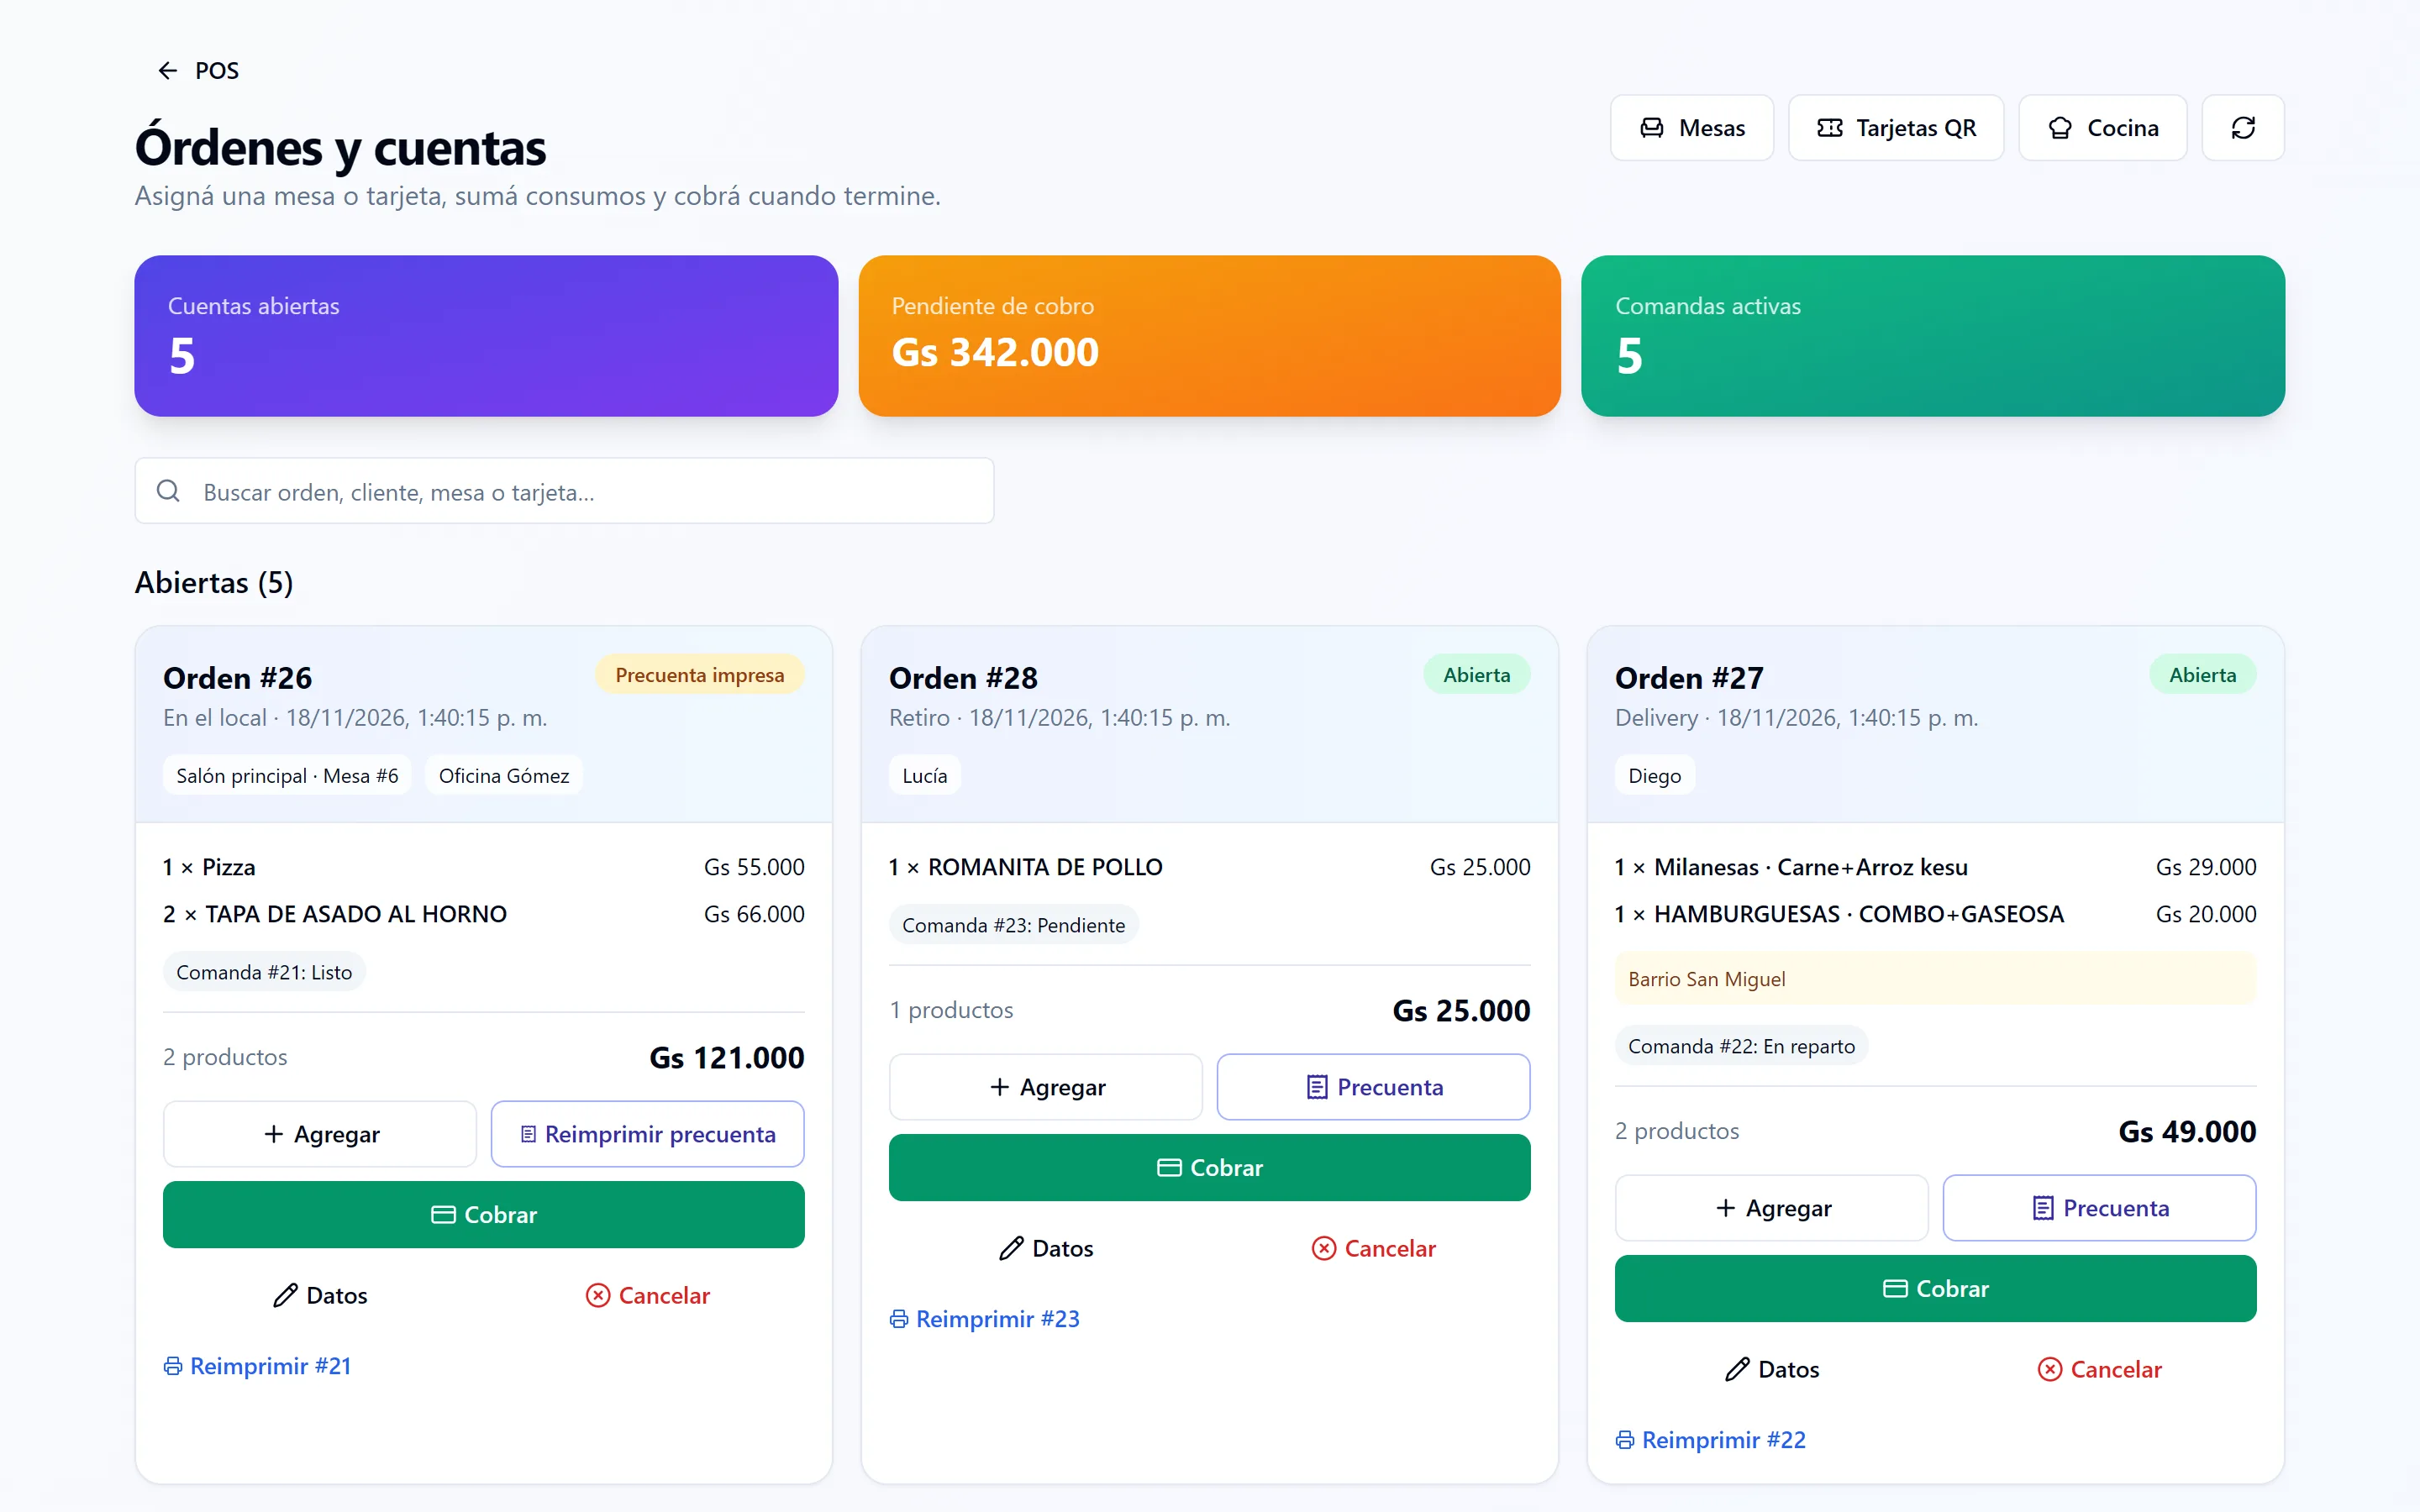 POS
Órdenes y cuentas
Asigná una mesa o tarjeta, sumá consumos y cobrá cuando termine.
Mesas
Tarjetas QR
Cocina
Cuentas abiertas
5
Pendiente de cobro
Gs 342.000
Comandas activas
5
Buscar orden, cliente, mesa o tarjeta...
Abiertas (5)
Orden #26
Precuenta impresa
En el local · 18/11/2026, 1:40:15 p. m.
Salón principal · Mesa #6
Oficina Gómez
1 × Pizza
Gs 55.000
2 × TAPA DE ASADO AL HORNO
Gs 66.000
Comanda #21: Listo
2 productos
Gs 121.000
Agregar
Reimprimir precuenta
Cobrar
Datos
Cancelar
Reimprimir #21
Orden #28
Abierta
Retiro · 18/11/2026, 1:40:15 p. m.
Lucía
1 × ROMANITA DE POLLO
Gs 25.000
Comanda #23: Pendiente
1 productos
Gs 25.000
Agregar
Precuenta
Cobrar
Datos
Cancelar
Reimprimir #23
Orden #27
Abierta
Delivery · 18/11/2026, 1:40:15 p. m.
Diego
1 × Milanesas · Carne+Arroz kesu
Gs 29.000
1 × HAMBURGUESAS · COMBO+GASEOSA
Gs 20.000
Barrio San Miguel
Comanda #22: En reparto
2 productos
Gs 49.000
Agregar
Precuenta
Cobrar
Datos
Cancelar
Reimprimir #22